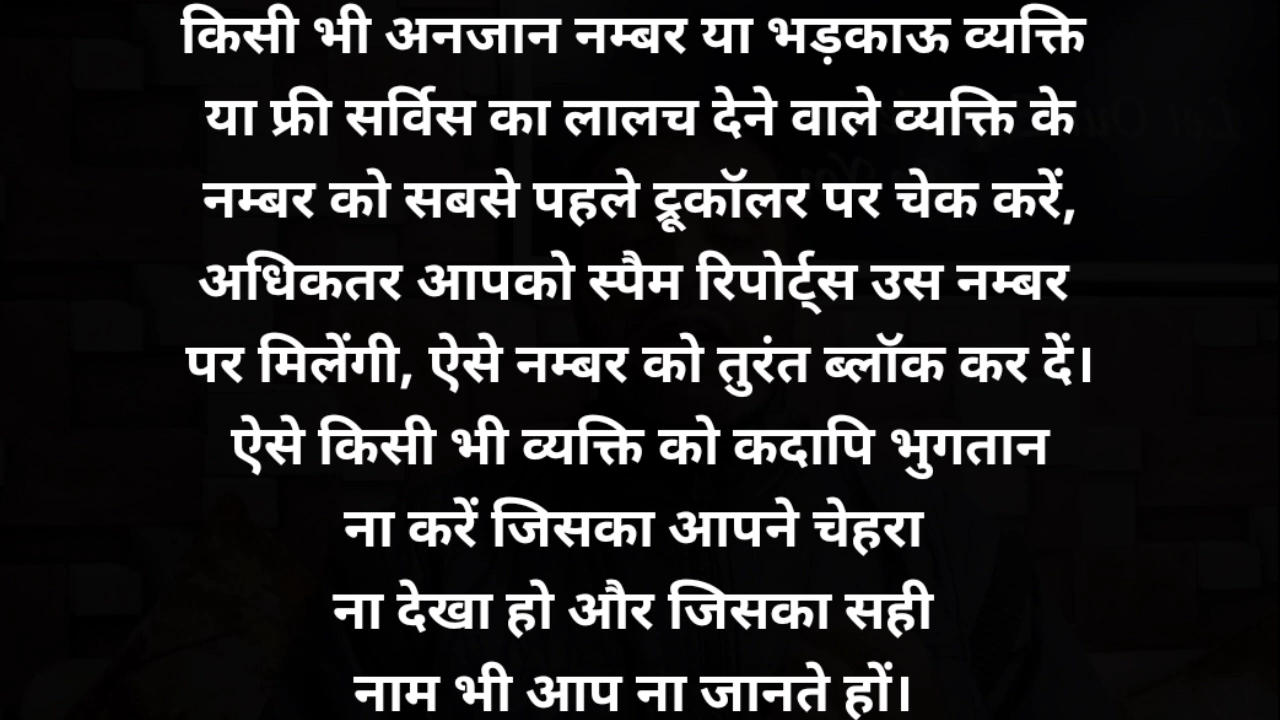 किसी भी अनजान नम्बर या भड़काऊ व्यक्ति
या फ्री सर्विस का लालच देने वाले व्यक्ति के
नम्बर को सबसे पहले ट्रूकॉलर पर चेक करें,
अधिकतर आपको स्पैम रिपोर्ट्स उस नम्बर
पर मिलेंगी, ऐसे नम्बर को तुरंत ब्लॉक कर दें।
ऐसे किसी भी व्यक्ति को कदापि भुगतान
ना करें जिसका आपने चेहरा
ना देखा हो और जिसका सही
नाम भी आप ना जानते हों।